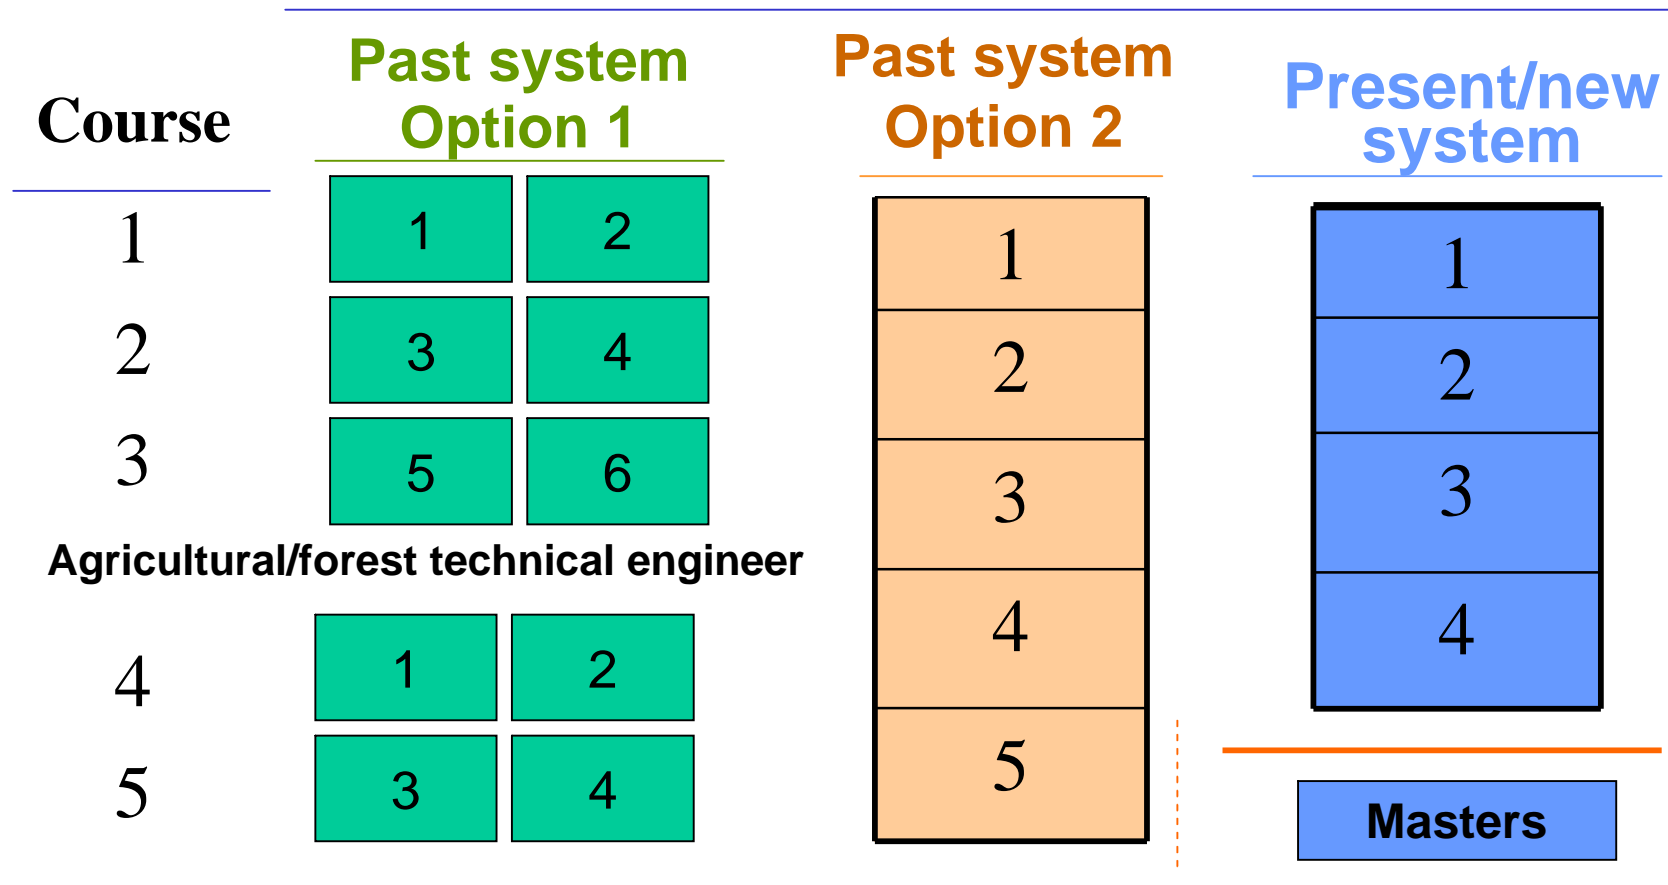 Course
Past system
Option 1
Past system
Option 2
Present/new
system
1
1 2
1
1
2
3 4
2
2
3
5 6
3
3
Agricultural/forest technical engineer
4
1 2
4
4
5
3 4
5
Masters